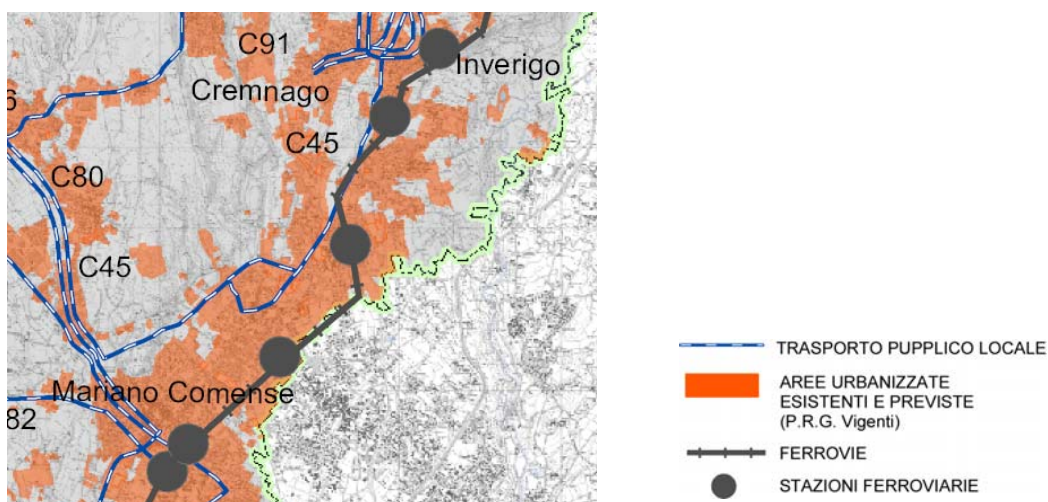 C91
Inverigo
Cremnago
6
C45
C80
C45
Mariano Comense
82
TRASPORTO PUPPLICO LOCALE
AREE URBANIZZATE
ESISTENTI E PREVISTE
(P.R.G. Vigenti)
FERROVIE
STAZIONI FERROVIARIE